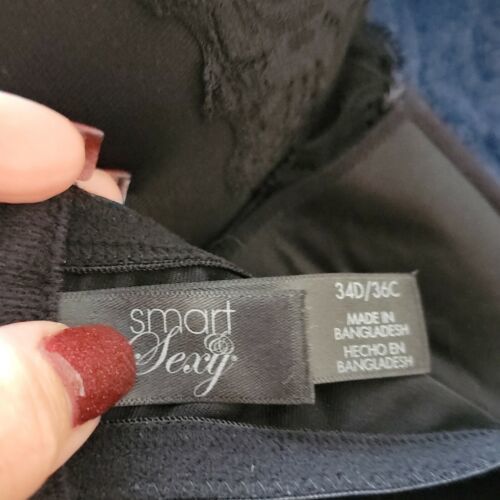 smart
& Sexy
34D/36C
MADE IN
BANGLADESH
HECHO EN
BANGLADESH